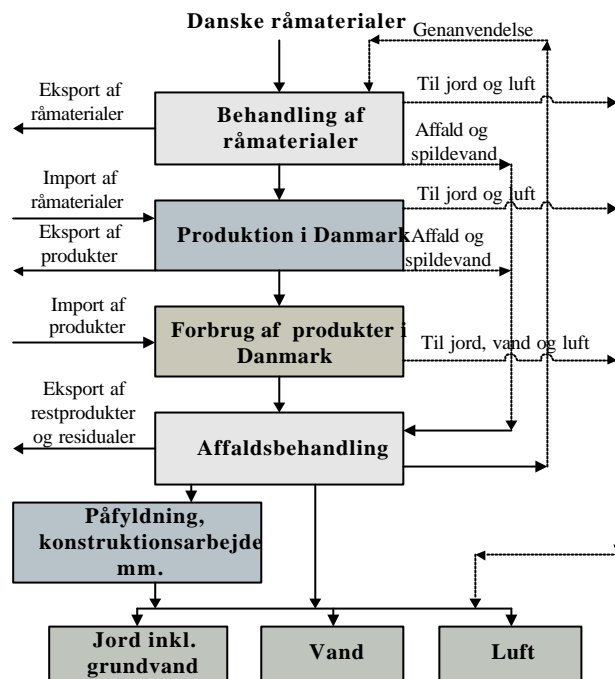 Danske råmaterialer
Genanvendelse
Eksport af
råmaterialer
Behandling af
råmaterialer
Til jord og luft
Affald og
spildevand
Import af
råmaterialer
Til jord og luft
Produktion i Danmark
Eksport af
produkter
Affald og
spildevand
Import af
produkter
Forbrug af produkter i
Danmark
Til jord, vand og luft
Eksport af
restprodukter
og residualer
Affaldsbehandling
Påfyldning,
konstruktionsarbejde
mm.
Jord inkl.
grundvand
Vand
Luft